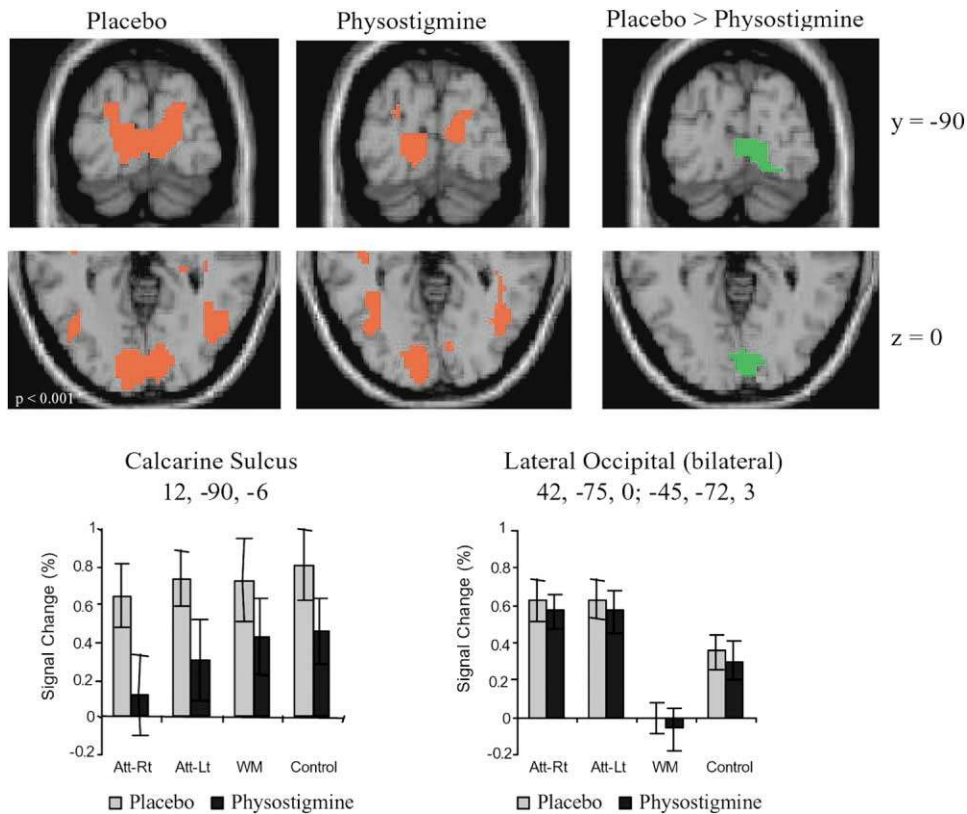 Placebo
Physostigmine
Placebo > Physostigmine
y = -90
z = 0
p < 0.001
Calcarine Sulcus
12, -90, -6
Signal Change (%)
1
0.8
0.6
0.4
0.2
0
-0.2
Att-Rt Att-Lt WM Control
Placebo Physostigmine
Lateral Occipital (bilateral)
42, -75, 0; -45, -72, 3
Signal Change (%)
1
0.8
0.6
0.4
0.2
0
-0.2
Att-Rt Att-Lt WM Control
Placebo Physostigmine